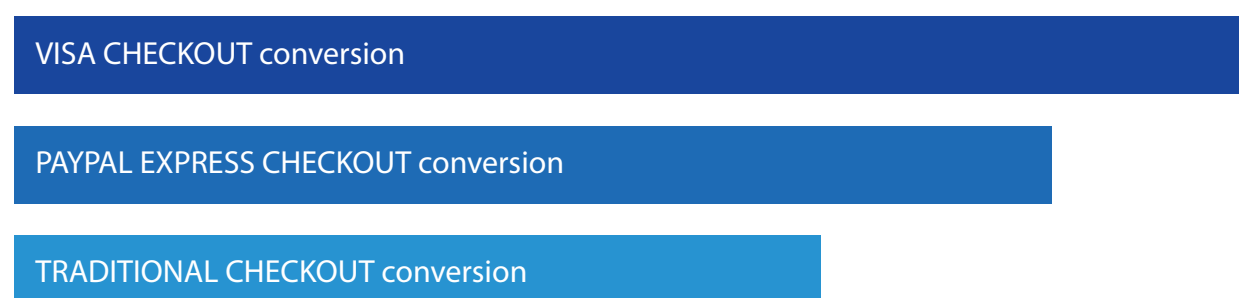 VISA CHECKOUT conversion
PAYPAL EXPRESS CHECKOUT conversion
TRADITIONAL CHECKOUT conversion